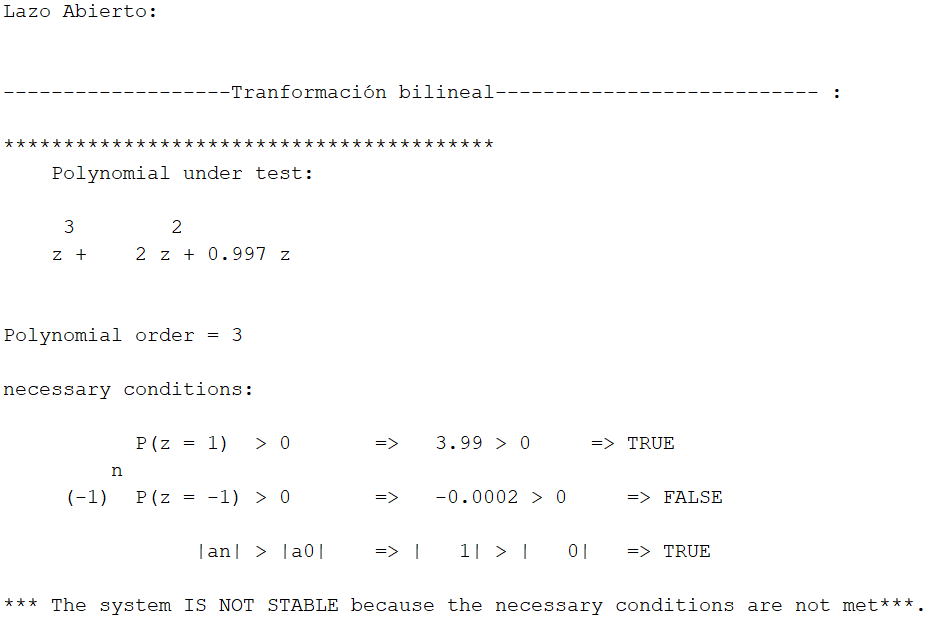 Lazo Abierto:
-------------------Tranformación bilineal--------------------------- :
*****************************************
Polynomial under test:
3        2
z +    2 z + 0.997 z
Polynomial order = 3
necessary conditions:
P(z = 1)  > 0       =>   3.99 > 0     => TRUE
n
(-1)  P(z = -1) > 0       =>   -0.0002 > 0     => FALSE
|an| > |a0|    => |   1| > |   0|   => TRUE
*** The system IS NOT STABLE because the necessary conditions are not met***.